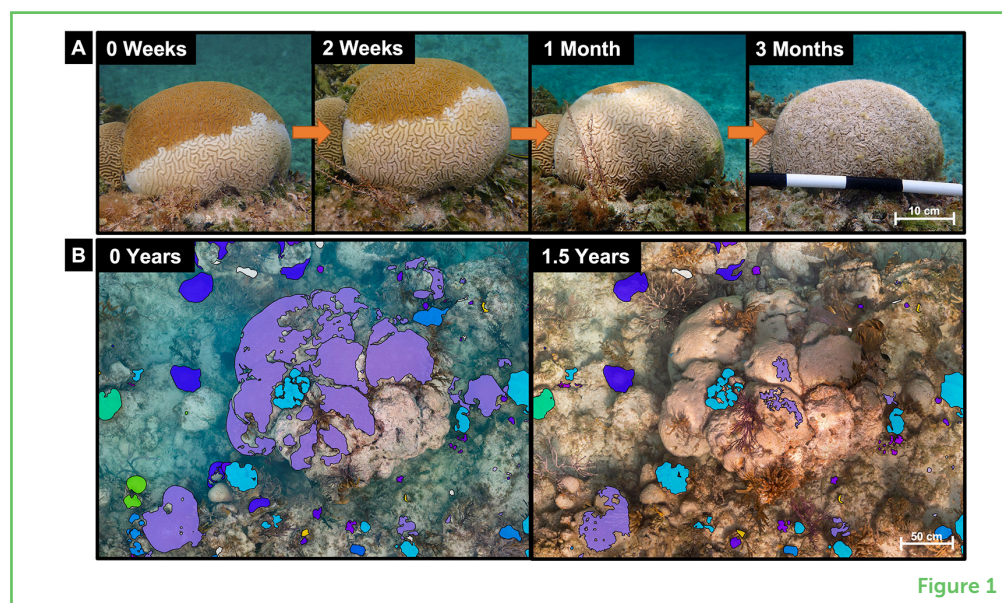 A
0 Weeks
2 Weeks
1 Month
3 Months
10 cm
B
0 Years
1.5 Years
50 cm
Figure 1